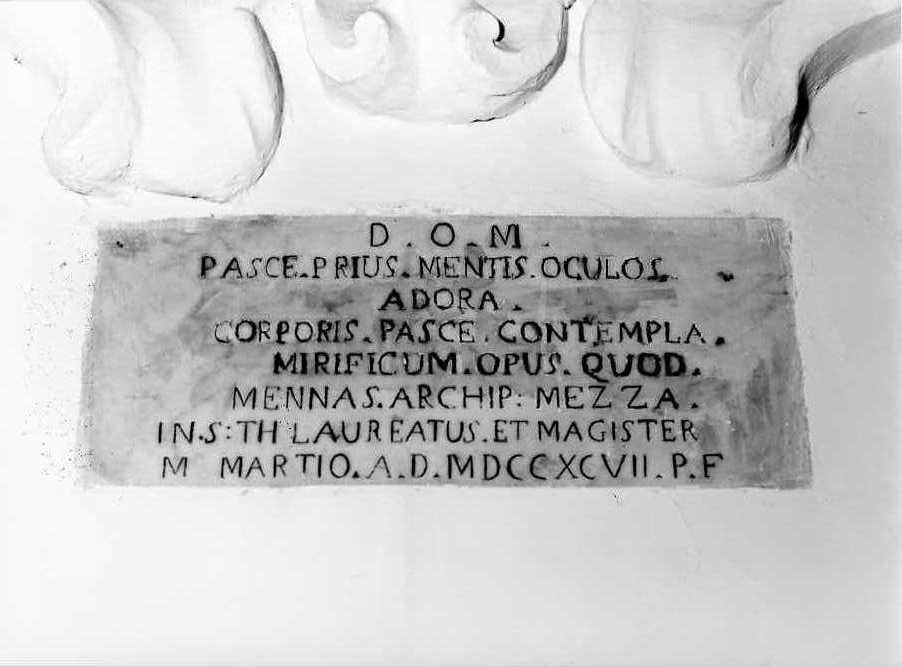 D . O . M .
PASCE . PRIUS . MENTIS . OCULOS .
ADORA .
CORPORIS . PASCE . CONTEMPLA .
MIRIFICUM . OPUS . QUOD .
MENNAS . ARCHIP : MEZZA .
IN . S : TH LAUREATUS . ET MAGISTER
M MARTIO . A . D . MDCCXCVII . P . F